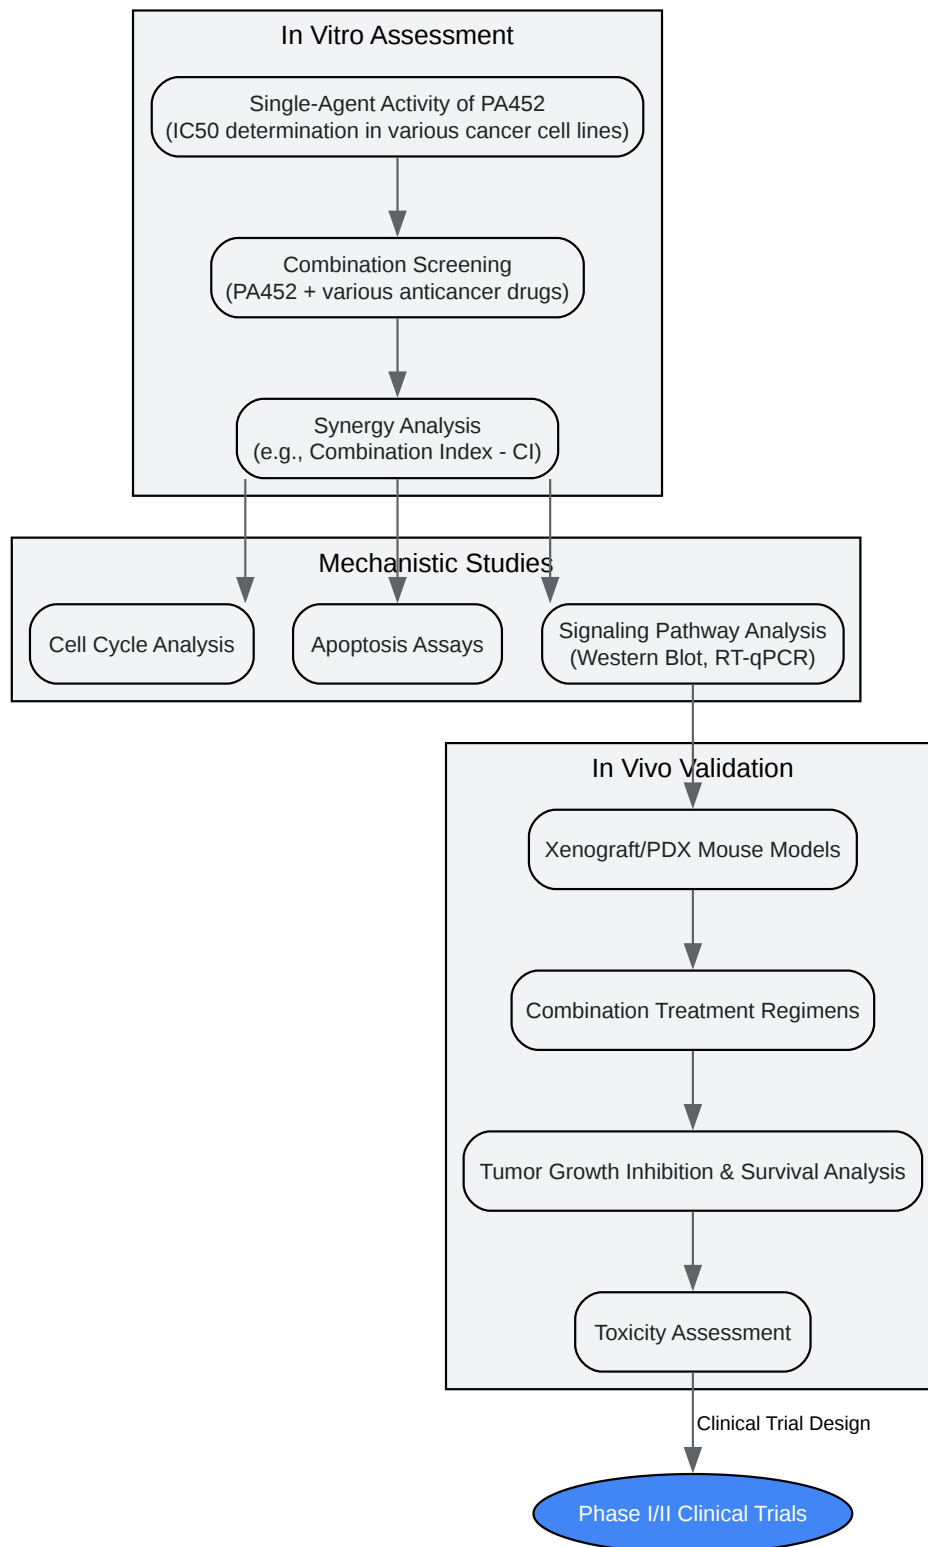 In Vitro Assessment
Single-Agent Activity of PA452
(IC50 determination in various cancer cell lines)
Combination Screening
(PA452 + various anticancer drugs)
Synergy Analysis
(e.g., Combination Index - CI)
Mechanistic Studies
Cell Cycle Analysis
Apoptosis Assays
Signaling Pathway Analysis
(Western Blot, RT-qPCR)
In Vivo Validation
Xenograft/PDX Mouse Models
Combination Treatment Regimens
Tumor Growth Inhibition & Survival Analysis
Toxicity Assessment
Clinical Trial Design
Phase I/II Clinical Trials